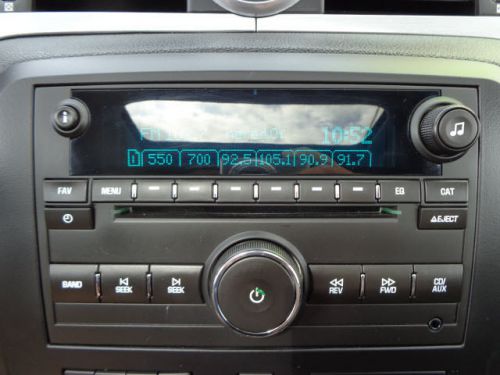 10:52
1 550 700 92.5 105.1 90.9 91.7
FAV MENU EQ CAT
EJECT
BAND SEEK SEEK REV FWD CD/AUX